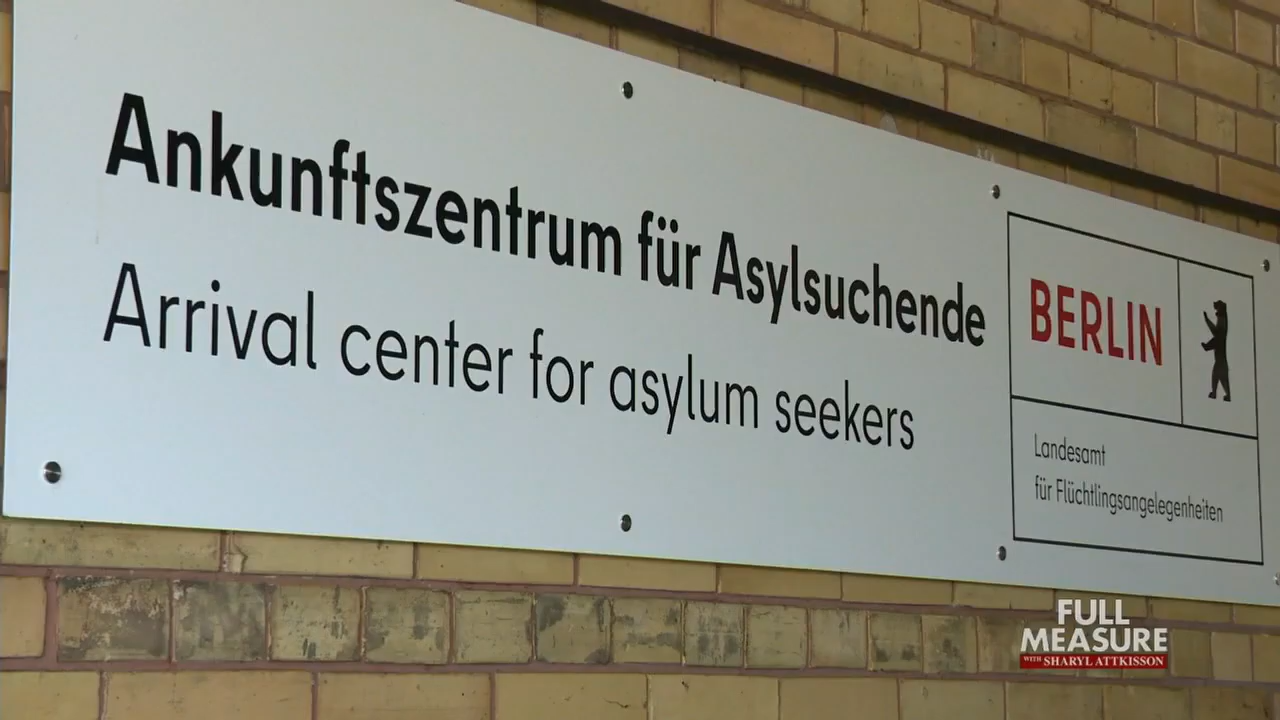 Ankunftszentrum für Asylsuchende
Arrival center for asylum seekers
BERLIN
Landesamt
für Flüchtlingsangelegenheiten
FULL
MEASURE
WITH SHARYL ATTKISSON